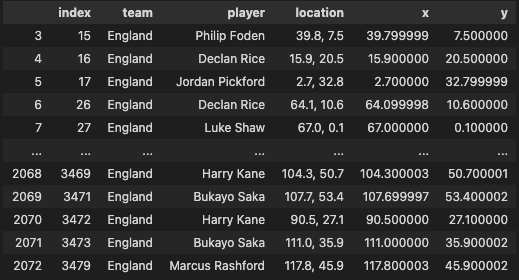 index team player location x y
3 15 England Philip Foden 39.8, 7.5 39.799999 7.500000
4 16 England Declan Rice 15.9, 20.5 15.900000 20.500000
5 17 England Jordan Pickford 2.7, 32.8 2.700000 32.799999
6 26 England Declan Rice 64.1, 10.6 64.099998 10.600000
7 27 England Luke Shaw 67.0, 0.1 67.000000 0.100000
... ... ... ... ... ... ...
2068 3469 England Harry Kane 104.3, 50.7 104.300003 50.700001
2069 3471 England Bukayo Saka 107.7, 53.4 107.699997 53.400002
2070 3472 England Harry Kane 90.5, 27.1 90.500000 27.100000
2071 3473 England Bukayo Saka 111.0, 35.9 111.000000 35.900002
2072 3479 England Marcus Rashford 117.8, 45.9 117.800003 45.900002